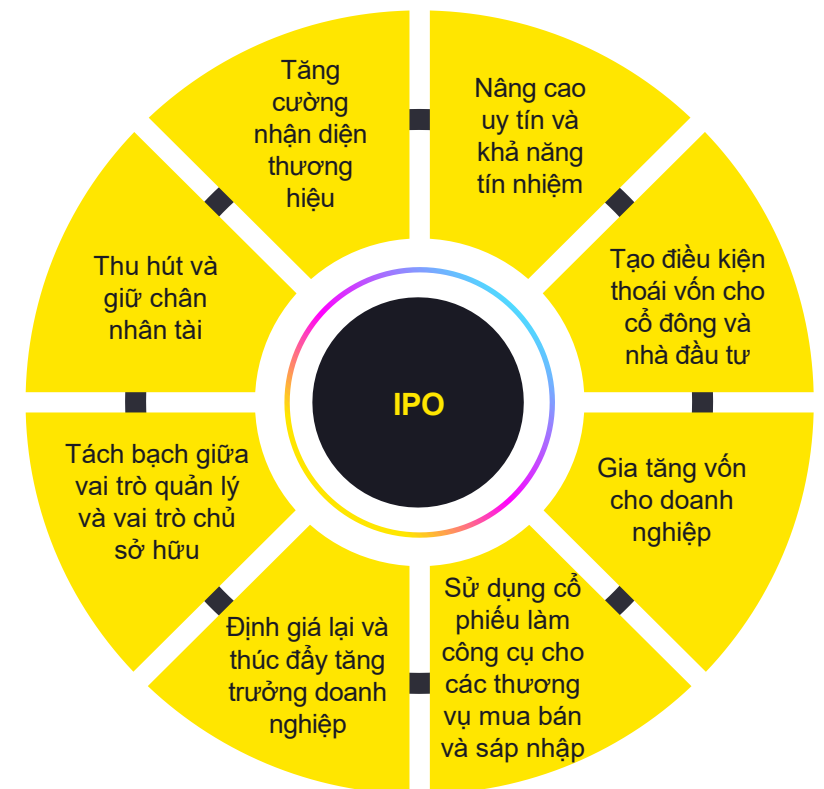 Tăng
cường
nhận diện
thương
hiệu
Nâng cao
uy tín và
khả năng
tín nhiệm
Tạo điều kiện
thoái vốn cho
cổ đông và
nhà đầu tư
Gia tăng vốn
cho doanh
nghiệp
Sử dụng cổ
phiếu làm
công cụ cho
các thương
vụ mua bán
và sáp nhập
Định giá lại và
thúc đẩy tăng
trưởng doanh
nghiệp
Tách bạch giữa
vai trò quản lý
và vai trò chủ
sở hữu
Thu hút và
giữ chân
nhân tài
IPO